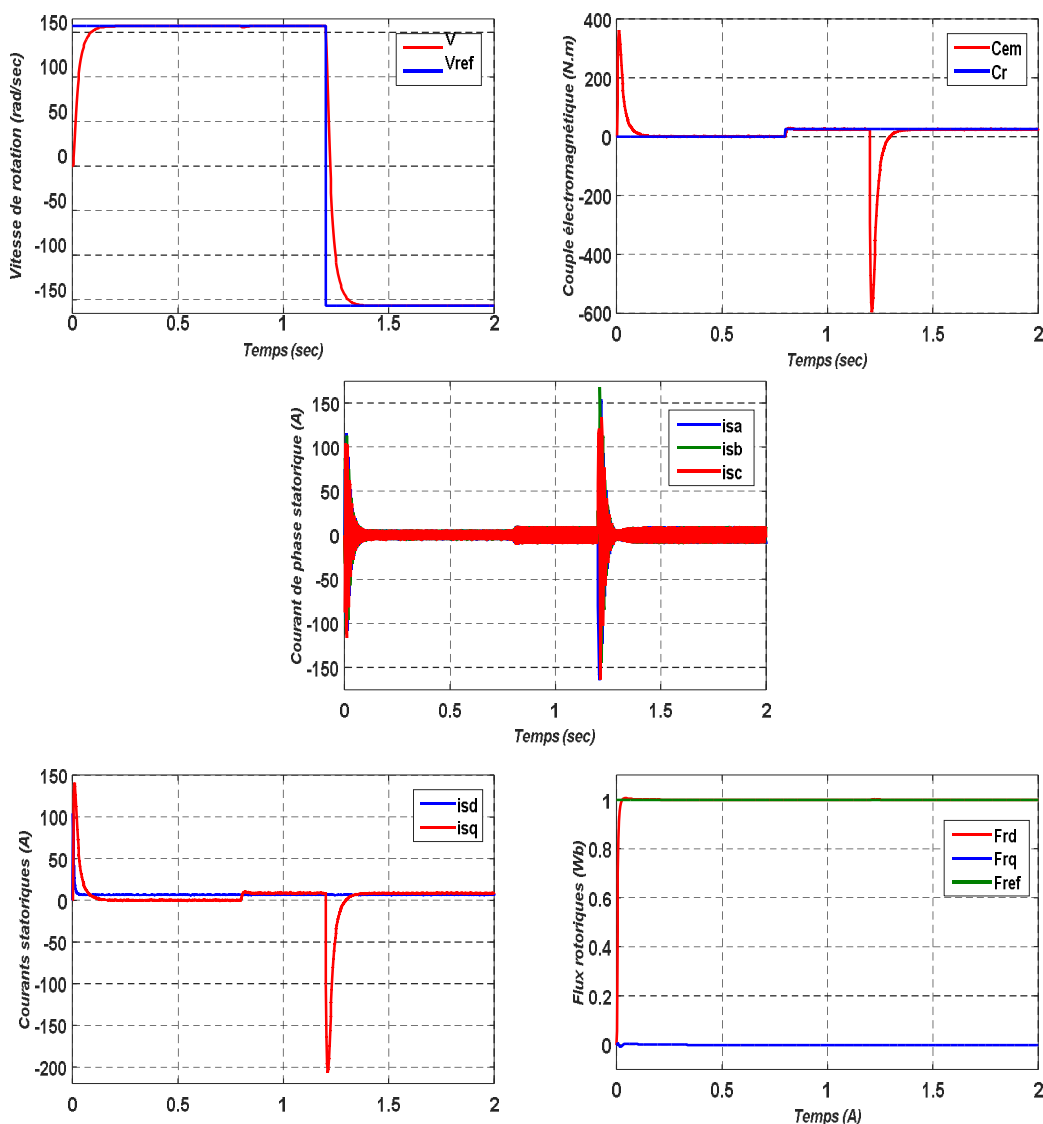 150
100
50
0
50
-50
-100
-150
0
0.5
1
1.5
2
Vitesse de rotation (rad/sec)
Temps (sec)
V
Vref
400
200
0
-200
-400
-600
0
0.5
1
1.5
2
Couple électromagnétique (N.m)
Temps (sec)
Cem
Cr
150
100
50
0
-50
-100
-150
0
0.5
1
1.5
2
Courant de phase statorique (A)
Temps (sec)
isa
isb
isc
150
100
50
0
-50
-100
-150
-200
0
0.5
1
1.5
2
Courants statoriques (A)
isd
isq
1
0.8
0.6
0.4
0.2
0
0
0.5
1
1.5
2
Flux rotoriques (Wb)
Temps (A)
Frd
Frq
Fref